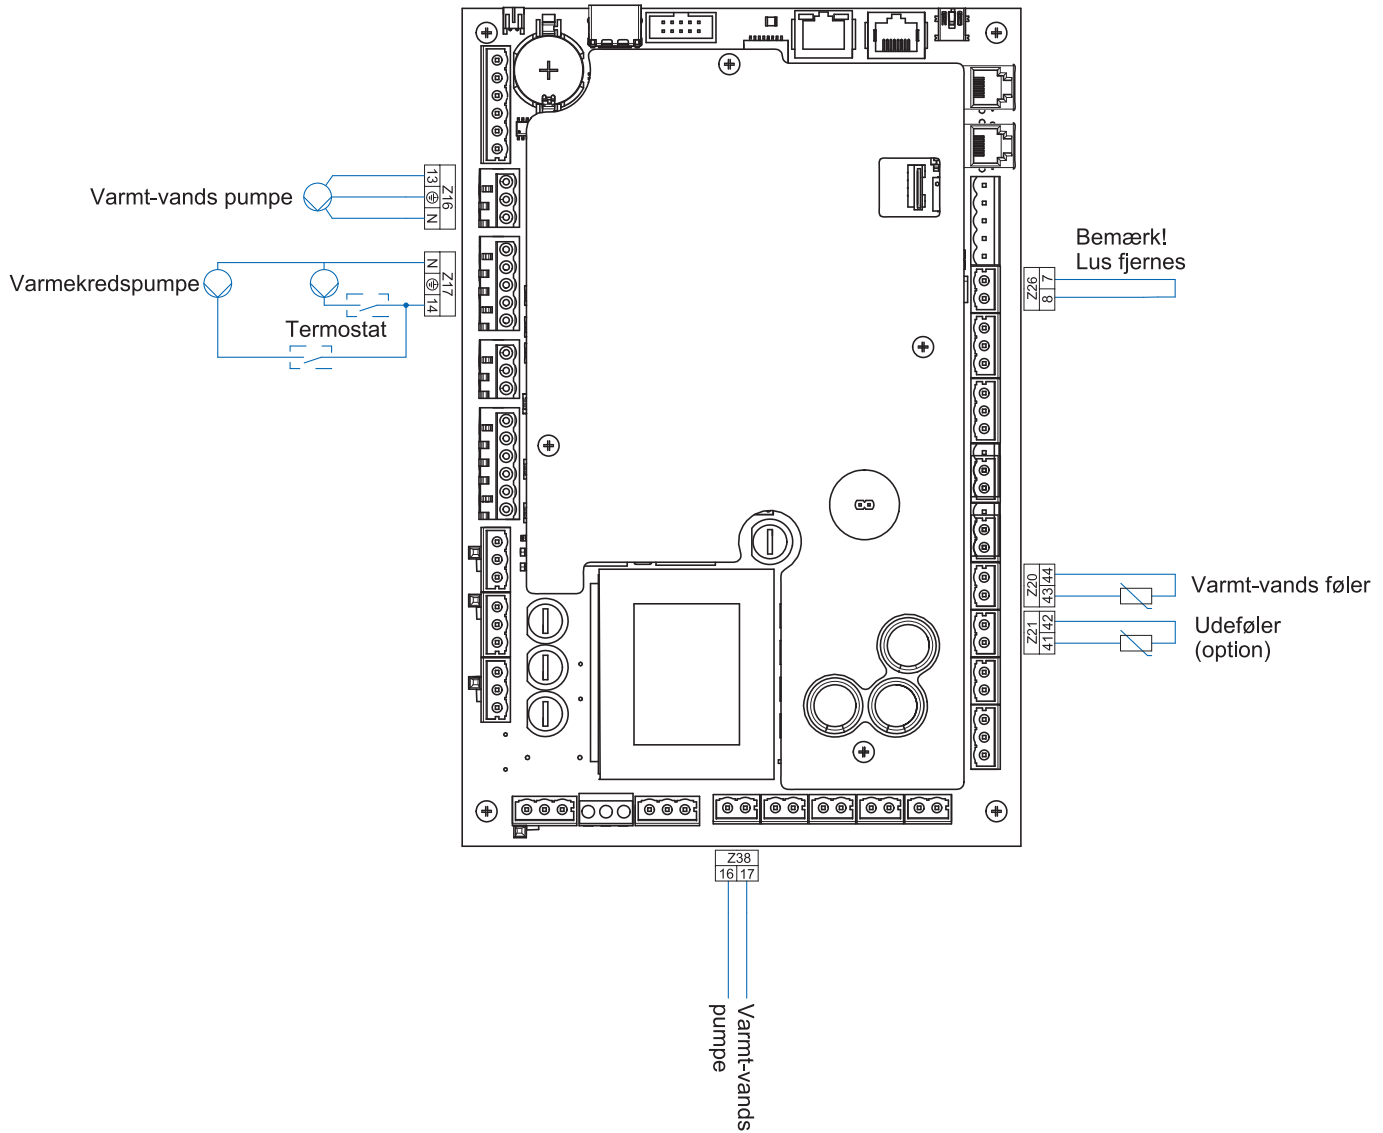 Varmt-vands pumpe
13
N
Z16
Varmekredspumpe
N
14
Z17
Termostat
Bemærk!
Lus fjernes
Z26
7
8
Z20
44
43
Varmt-vands føler
Z21
42
41
Udeføler
(option)
Z38
16 17
Varmt-vands
pumpe